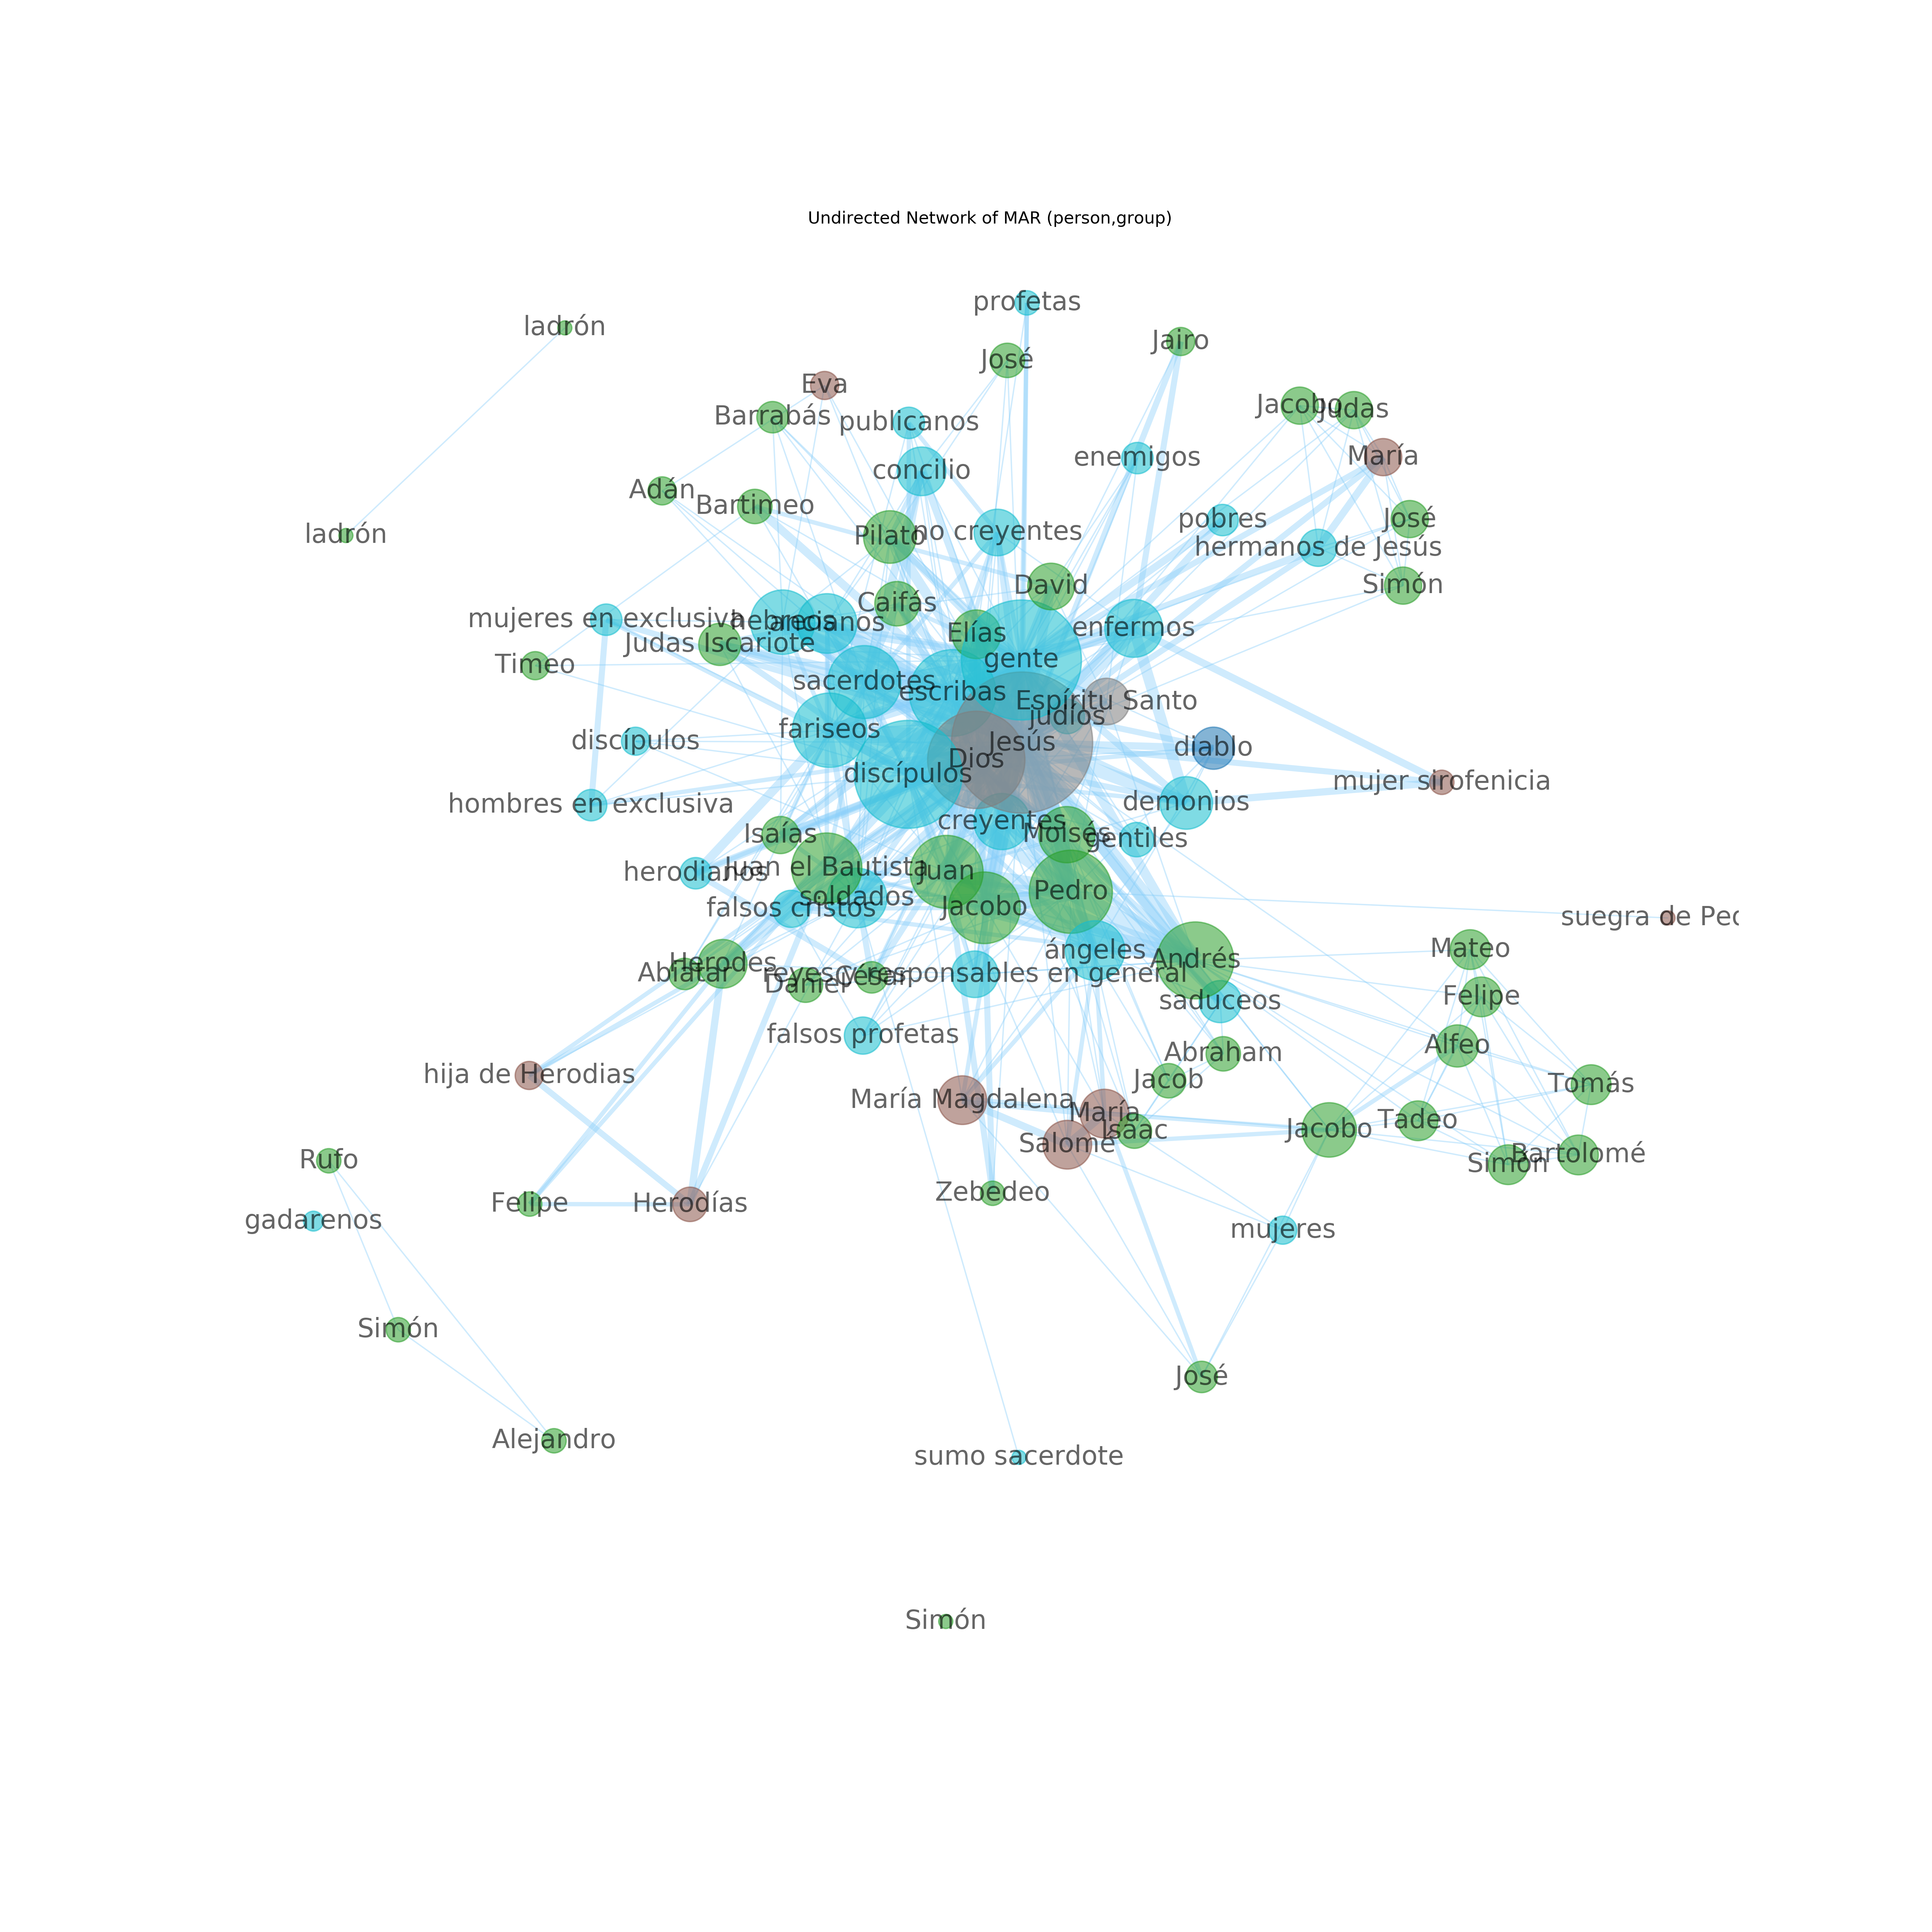 Undirected Network of MAR (person,group)
profetas
ladrón
Jairo
José
Eva
Jacobo
Judas
Barrabás
publicanos
María
enemigos
concilio
Adán
Bartimeo
pobres
José
ladrón
Pilato
no creyentes
hermanos de Jesús
David
Simón
Caifás
mujeres en exclusiva
hebreos
ancianos
enfermos
Elías
Judas Iscariote
gente
Timeo
sacerdotes
escribas
Espíritu Santo
judíos
fariseos
discípulos
Jesús
diablo
Dios
discípulos
mujer sirofenicia
hombres en exclusiva
demonios
creyentes
Isaías
Moisés
gentiles
herodianos
Juan el Bautista
Juan
Pedro
soldados
falsos cristos
Jacobo
suegra de Pe
Mateo
ángeles
Andrés
Herodes
Abiatar
reyes y responsables en general
César
Daniel
Felipe
saduceos
falsos profetas
Alfeo
Abraham
hija de Herodias
Jacob
Tomás
María Magdalena
María
Tadeo
Isaac
Jacobo
Salomé
Bartolomé
Simón
Rufo
Zebedeo
Felipe
Herodías
gadarenos
mujeres
Simón
José
Alejandro
sumo sacerdote
Simón